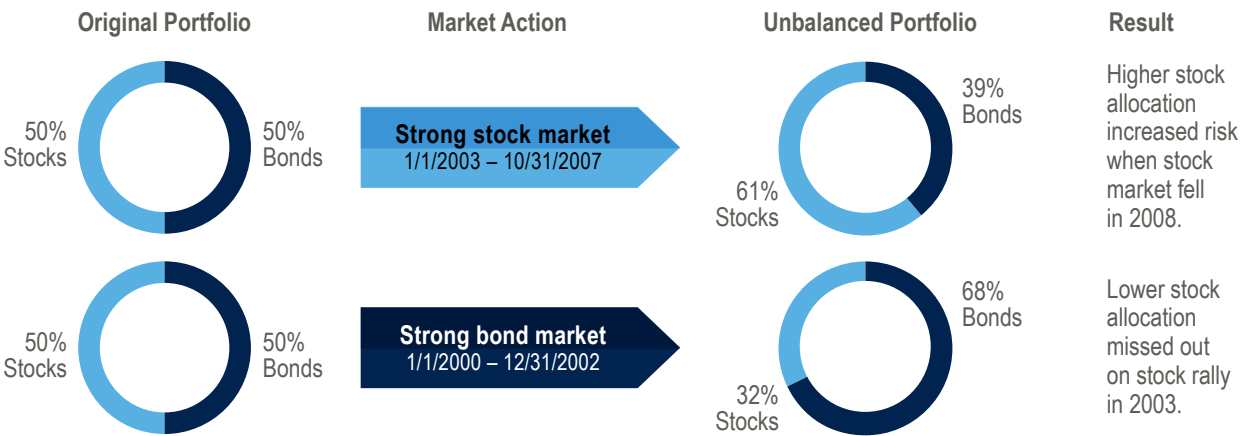 Original Portfolio
Market Action
Unbalanced Portfolio
Result
50%
Stocks
50%
Bonds
Strong stock market
1/1/2003 – 10/31/2007
39%
Bonds
61%
Stocks
Higher stock
allocation
increased risk
when stock
market fell
in 2008.
50%
Stocks
50%
Bonds
Strong bond market
1/1/2000 – 12/31/2002
68%
Bonds
32%
Stocks
Lower stock
allocation
missed out
on stock rally
in 2003.